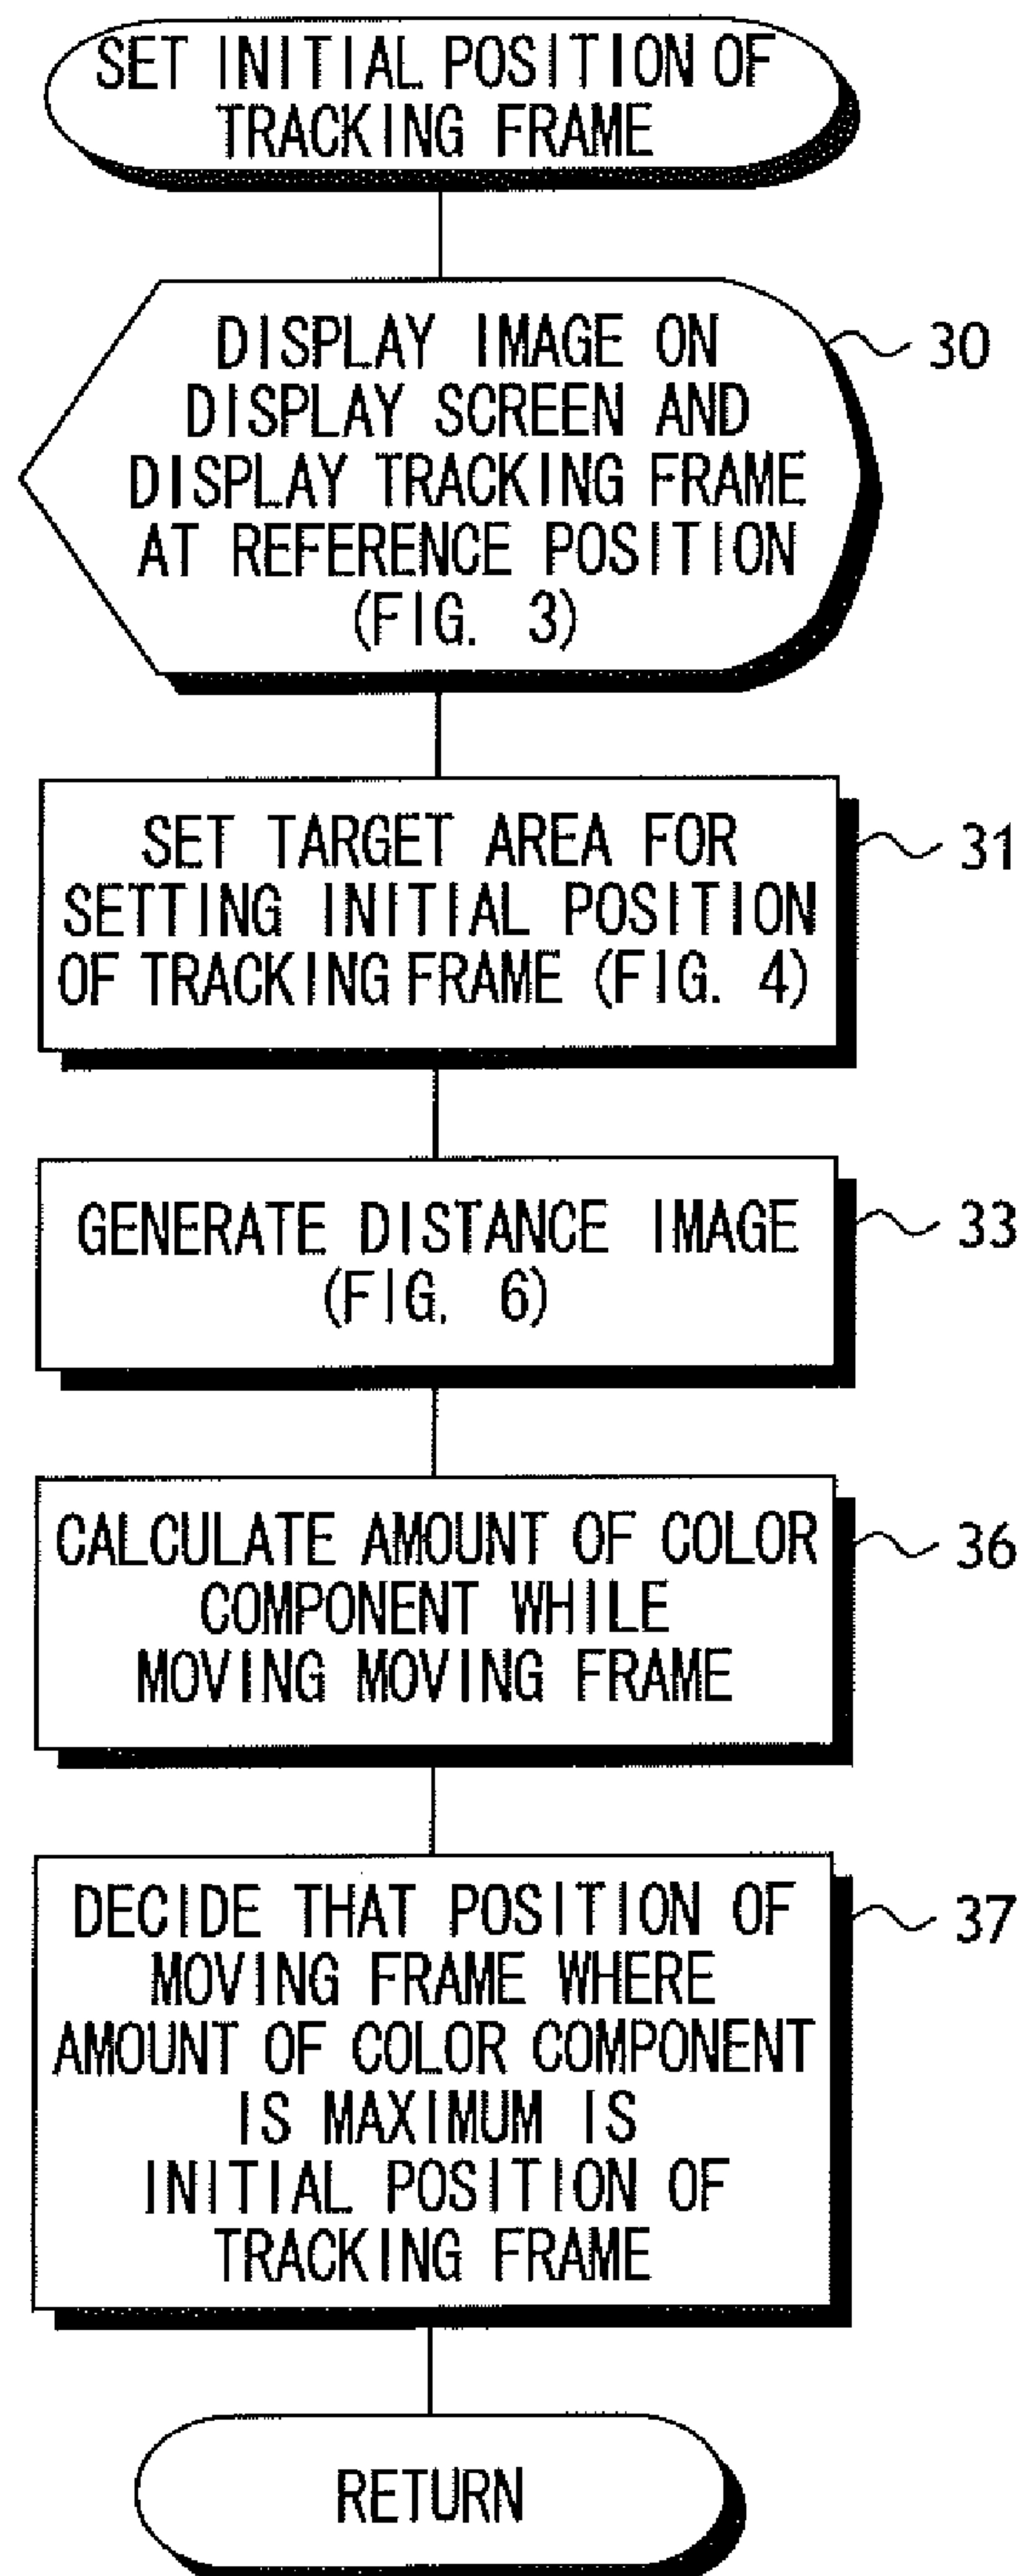 SET INITIAL POSITION OF
TRACKING FRAME
DISPLAY IMAGE ON
DISPLAY SCREEN AND
DISPLAY TRACKING FRAME
AT REFERENCE POSITION
(FIG. 3)
30
SET TARGET AREA FOR
SETTING INITIAL POSITION
OF TRACKING FRAME (FIG. 4)
31
GENERATE DISTANCE IMAGE
(FIG. 6)
33
CALCULATE AMOUNT OF COLOR
COMPONENT WHILE
MOVING MOVING FRAME
36
DECIDE THAT POSITION OF
MOVING FRAME WHERE
AMOUNT OF COLOR COMPONENT
IS MAXIMUM IS
INITIAL POSITION OF
TRACKING FRAME
37
RETURN